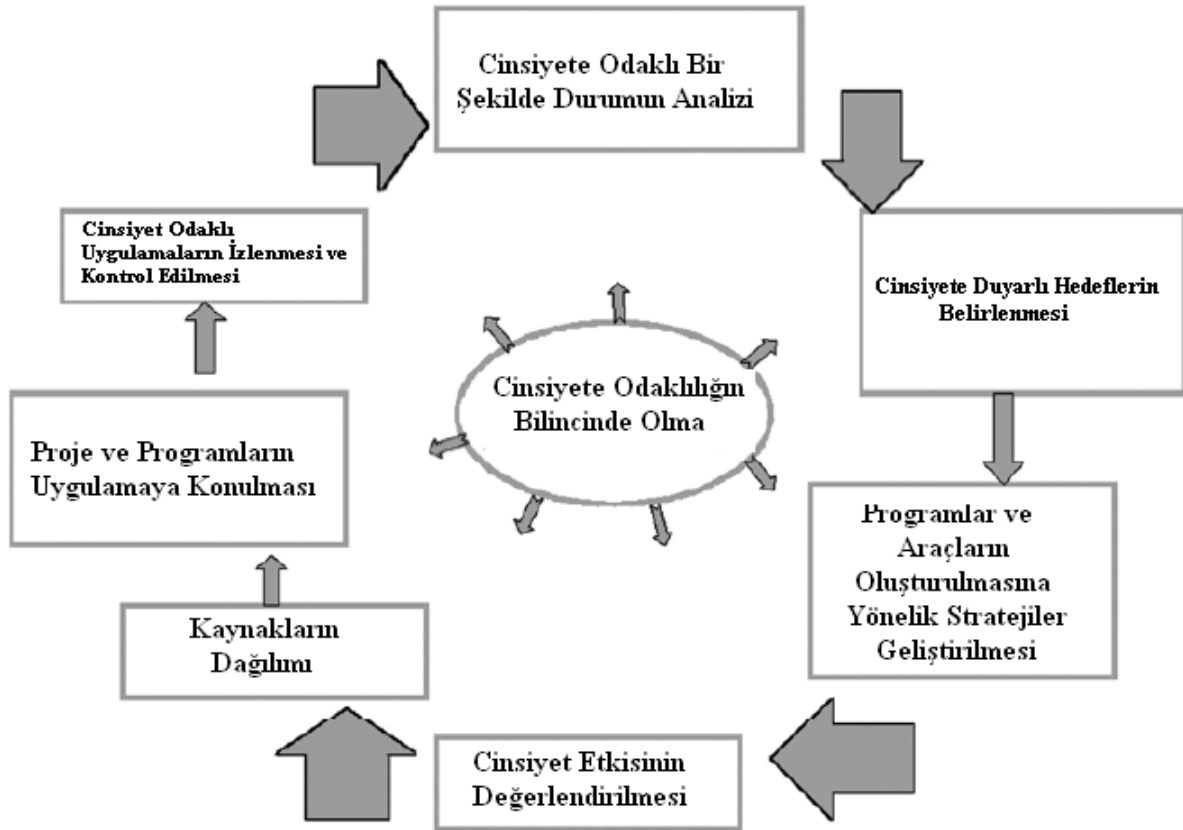 Cinsiyete Odaklı Bir
Şekilde Durumun Analizi
Cinsiyete Duyarlı Hedeflerin
Belirlenmesi
Programlar ve
Araçların
Oluşturulmasına
Yönelik Stratejiler
Geliştirilmesi
Cinsiyet Etkisinin
Değerlendirilmesi
Kaynakların
Dağılımı
Proje ve Programların
Uygulamaya Konulması
Cinsiyet Odaklı
Uygulamaların İzlenmesi ve
Kontrol Edilmesi
Cinsiyete Odaklılığın
Bilincinde Olma